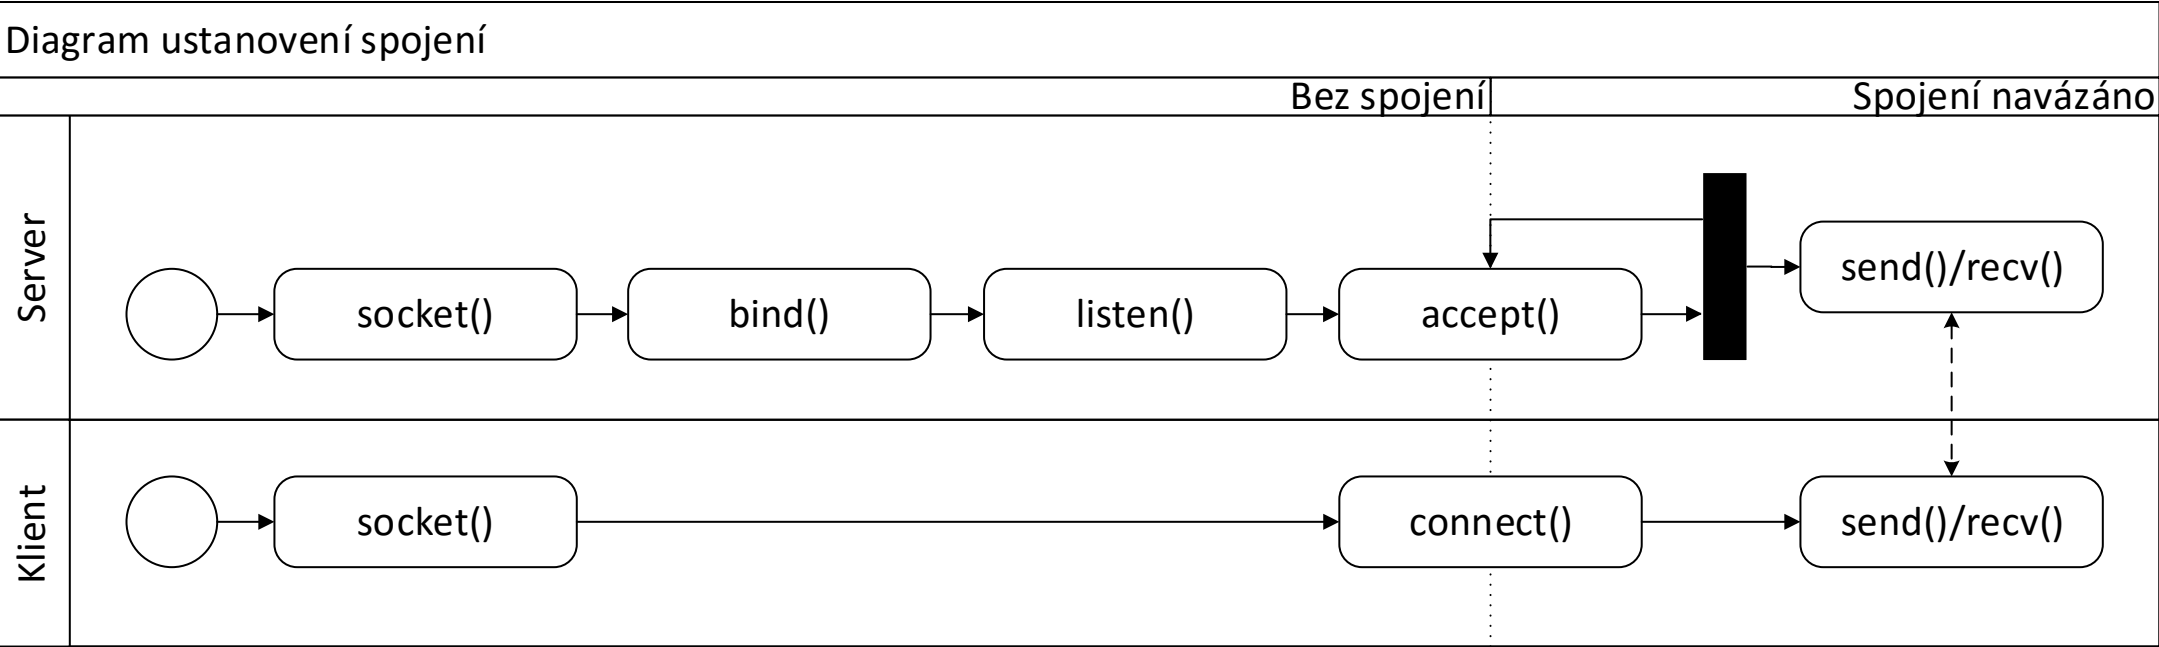 Diagram ustanovení spojení
Bez spojení
Spojení navázáno
Server
socket()
bind()
listen()
accept()
send()/recv()
Klient
socket()
connect()
send()/recv()